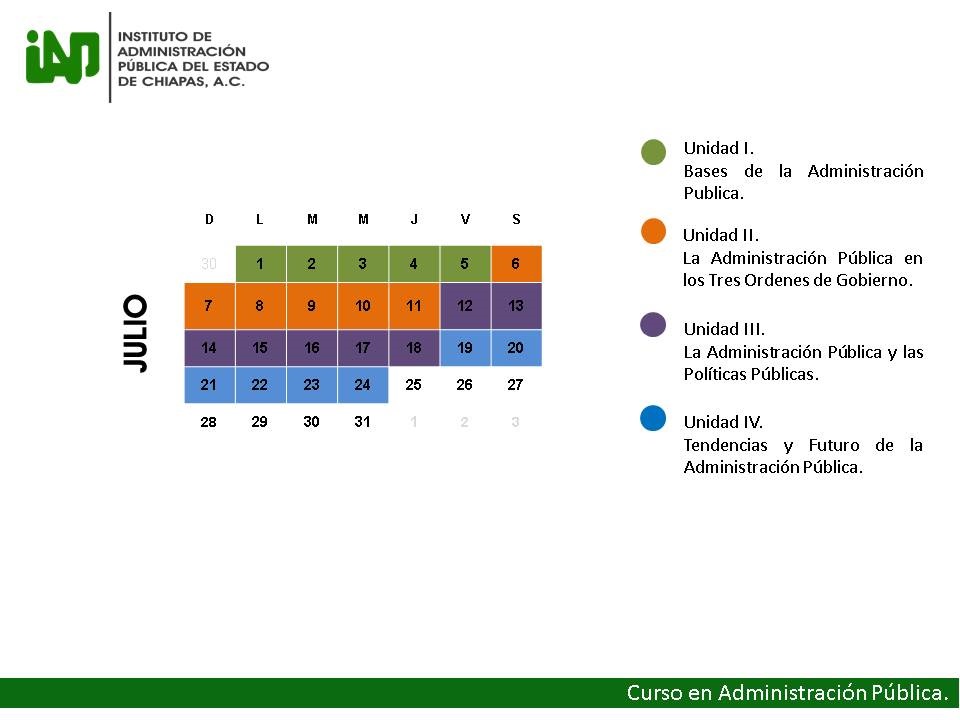 INSTITUTO DE
ADMINISTRACIÓN
PÚBLICA DEL ESTADO
DE CHIAPAS, A.C.
D L M M J V S
30 1 2 3 4 5 6
7 8 9 10 11 12 13
14 15 16 17 18 19 20
21 22 23 24 25 26 27
28 29 30 31 1 2 3
JULIO
Unidad I.
Bases de la Administración
Publica.
Unidad II.
La Administración Pública en
los Tres Ordenes de Gobierno.
Unidad III.
La Administración Pública y las
Políticas Públicas.
Unidad IV.
Tendencias y Futuro de la
Administración Pública.
Curso en Administración Pública.